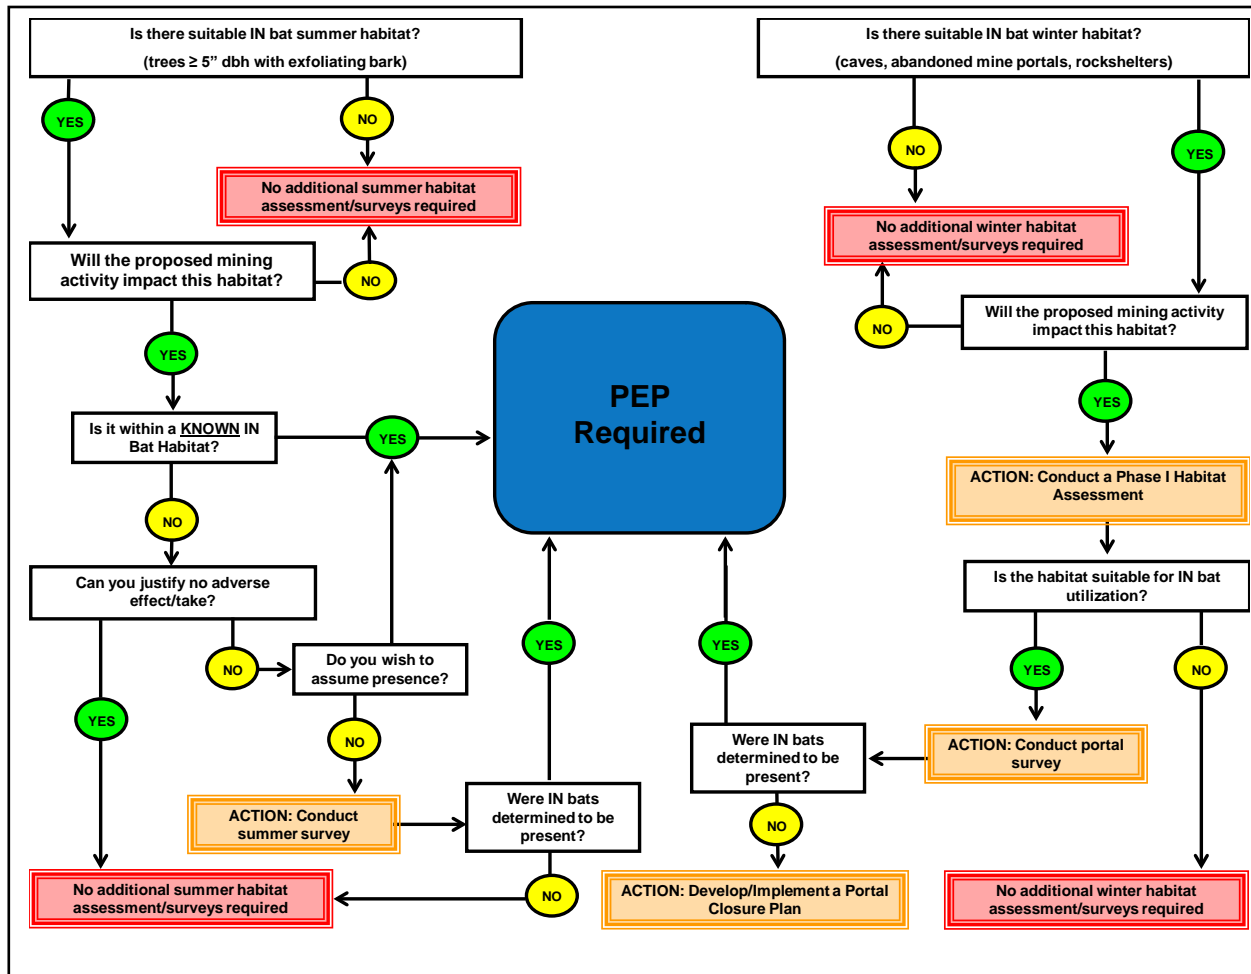 Is there suitable IN bat summer habitat?
(trees ≥ 5” dbh with exfoliating bark)
YES
NO
No additional summer habitat
assessment/surveys required
Will the proposed mining
activity impact this habitat?
NO
YES
Is it within a KNOWN IN
Bat Habitat?
YES
NO
Can you justify no adverse
effect/take?
NO
Do you wish to
assume presence?
YES
NO
ACTION: Conduct
summer survey
Were IN bats
determined to be
present?
YES
NO
No additional summer habitat
assessment/surveys required
PEP
Required
Is there suitable IN bat winter habitat?
(caves, abandoned mine portals, rockshelters)
NO
YES
No additional winter habitat
assessment/surveys required
NO
Will the proposed mining activity
impact this habitat?
YES
ACTION: Conduct a Phase I Habitat
Assessment
Is the habitat suitable for IN bat
utilization?
YES
NO
ACTION: Conduct portal
survey
Were IN bats
determined to be
present?
YES
NO
ACTION: Develop/Implement a Portal
Closure Plan
No additional winter habitat
assessment/surveys required